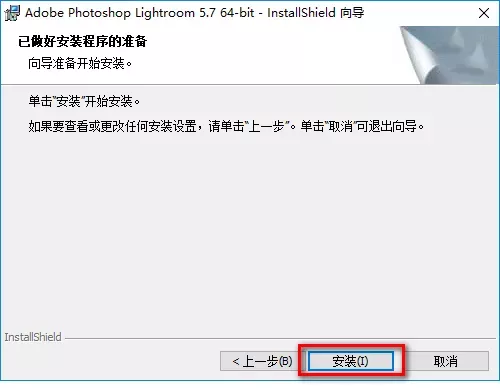 Adobe Photoshop Lightroom 5.7 64-bit - InstallShield 向导
已做好安装程序的准备
向导准备开始安装。
单击“安装”开始安装。
如果要查看或更改任何安装设置，请单击“上一步”。单击“取消”可退出向导。
InstallShield
< 上一步(B) 安装(I) 取消